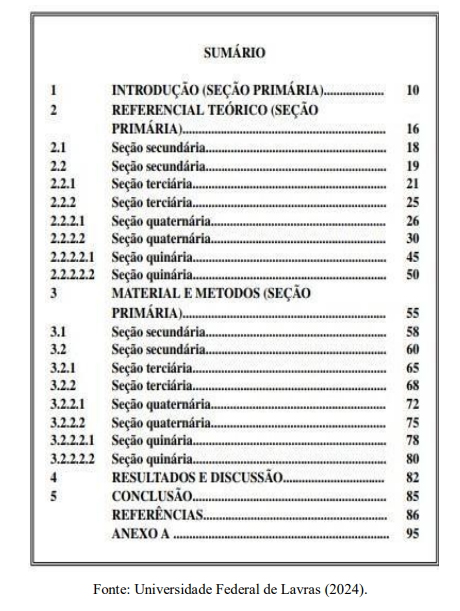 SUMÁRIO
1 INTRODUÇÃO (SEÇÃO PRIMÁRIA).................... 10
2 REFERENCIAL TEÓRICO (SEÇÃO
PRIMÁRIA).................................................................... 16
2.1 Seção secundária............................................................. 18
2.2 Seção secundária............................................................. 19
2.2.1 Seção terciária................................................................. 21
2.2.2 Seção terciária................................................................. 25
2.2.2.1 Seção quaternária........................................................... 26
2.2.2.2 Seção quaternária........................................................... 30
2.2.2.2.1 Seção quinária................................................................. 45
2.2.2.2.2 Seção quinária................................................................. 50
3 MATERIAL E METODOS (SEÇÃO
PRIMÁRIA).................................................................... 55
3.1 Seção secundária............................................................. 58
3.2 Seção secundária............................................................. 60
3.2.1 Seção terciária................................................................. 65
3.2.2 Seção terciária................................................................. 68
3.2.2.1 Seção quaternária........................................................... 72
3.2.2.2 Seção quaternária........................................................... 75
3.2.2.2.1 Seção quinária................................................................. 78
3.2.2.2.2 Seção quinária................................................................. 80
4 RESULTADOS E DISCUSSÃO.................................. 82
5 CONCLUSÃO................................................................. 85
REFERÊNCIAS.............................................................. 86
ANEXO A ........................................................................ 95
Fonte: Universidade Federal de Lavras (2024).